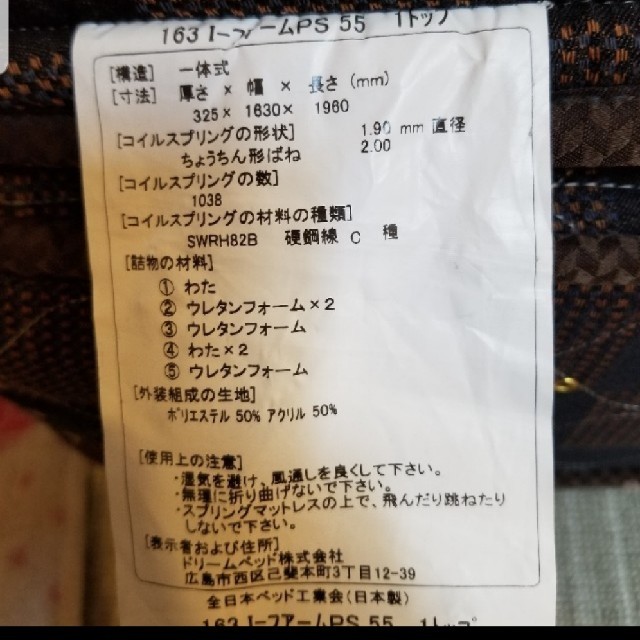 163 I-ファームPS 55 1トップ
[構造] 一体式
[寸法] 厚さ × 幅 × 長さ (mm)
325× 1630× 1960
[コイルスプリングの形状] 1.90 mm 直径
ちょうちん形ばね 2.00
[コイルスプリングの数]
1038
[コイルスプリングの材料の種類]
SWRH82B 硬鋼線 C 種
[詰物の材料]
① わた
② ウレタンフォーム×2
③ ウレタンフォーム
④ わた×2
⑤ ウレタンフォーム
[外装組成の生地]
ポリエステル 50% アクリル 50%
[使用上の注意]
・湿気を避け、風通しを良くして下さい。
・無理に折り曲げないで下さい。
・スプリングマットレスの上で、飛んだり跳ねたり
しないで下さい。
[表示者および住所]
ドリームベッド株式会社
広島市西区己斐本町3丁目12-39
全日本ベッド工業会(日本製)
163 I-ファームPS 55 1トップ